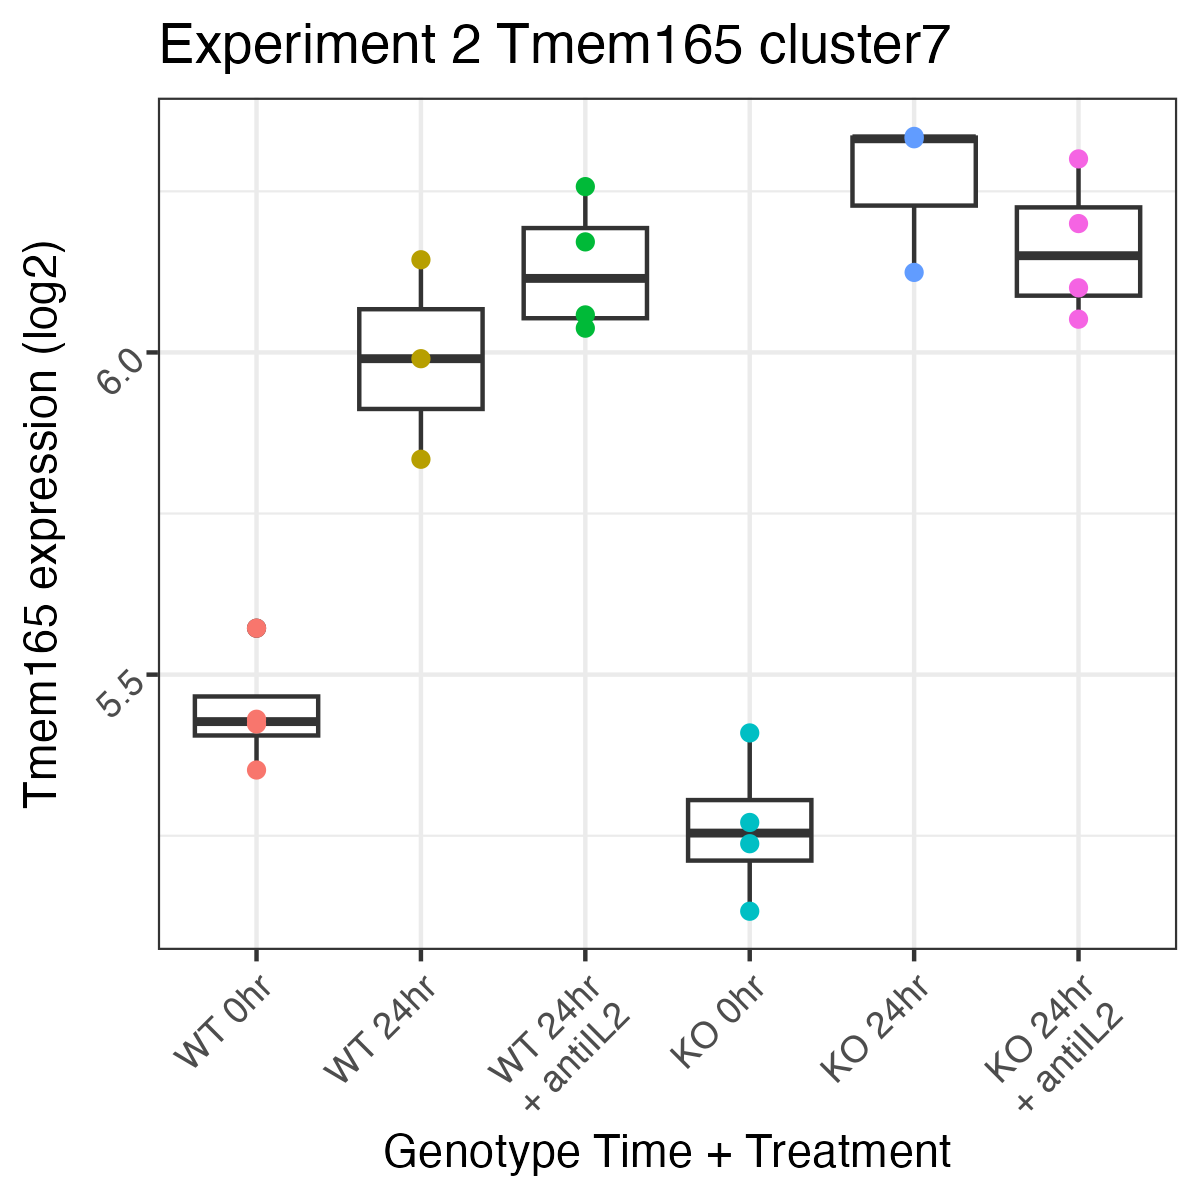 Experiment 2 Tmem165 cluster7
Tmem165 expression (log2)
6.0
5.5
WT 0hr
WT 24hr
WT 24hr
+ antiIL2
KO 0hr
KO 24hr
KO 24hr
+ antiIL2
Genotype Time + Treatment